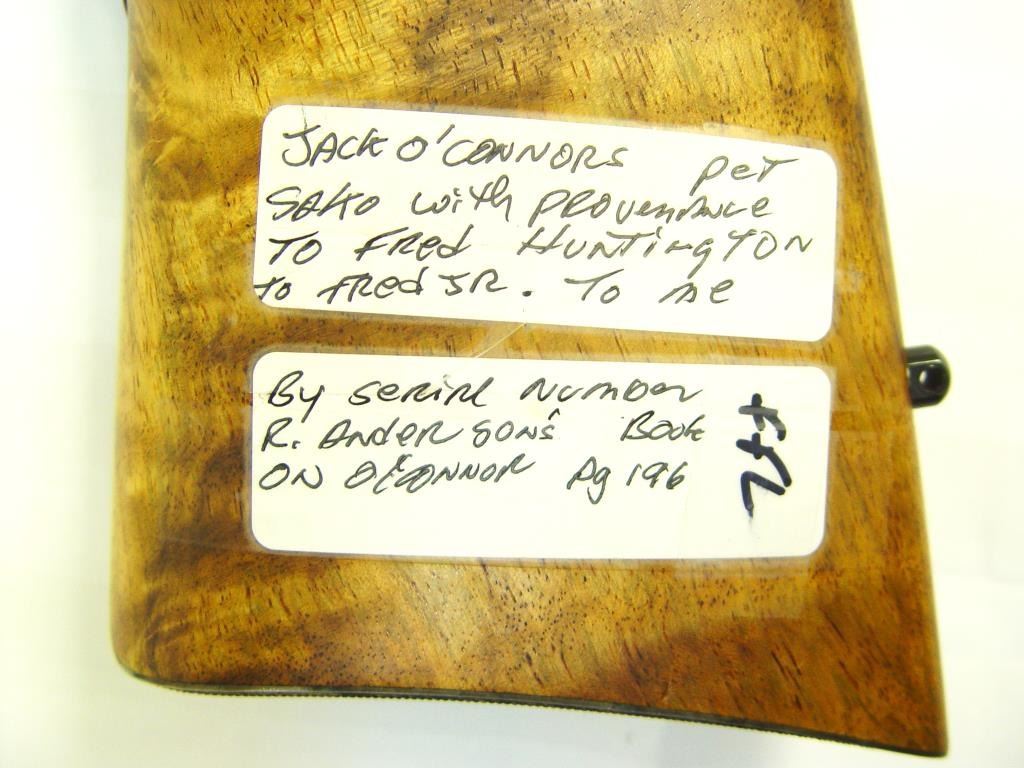 JACK O'CONNORS PeT
SAKO WITH PROVENANCE
TO FReD HUNTINgTON
to FReD JR. To me
By Serial Number
R. Anderson's Book
ON O'CONNOR Pg 196